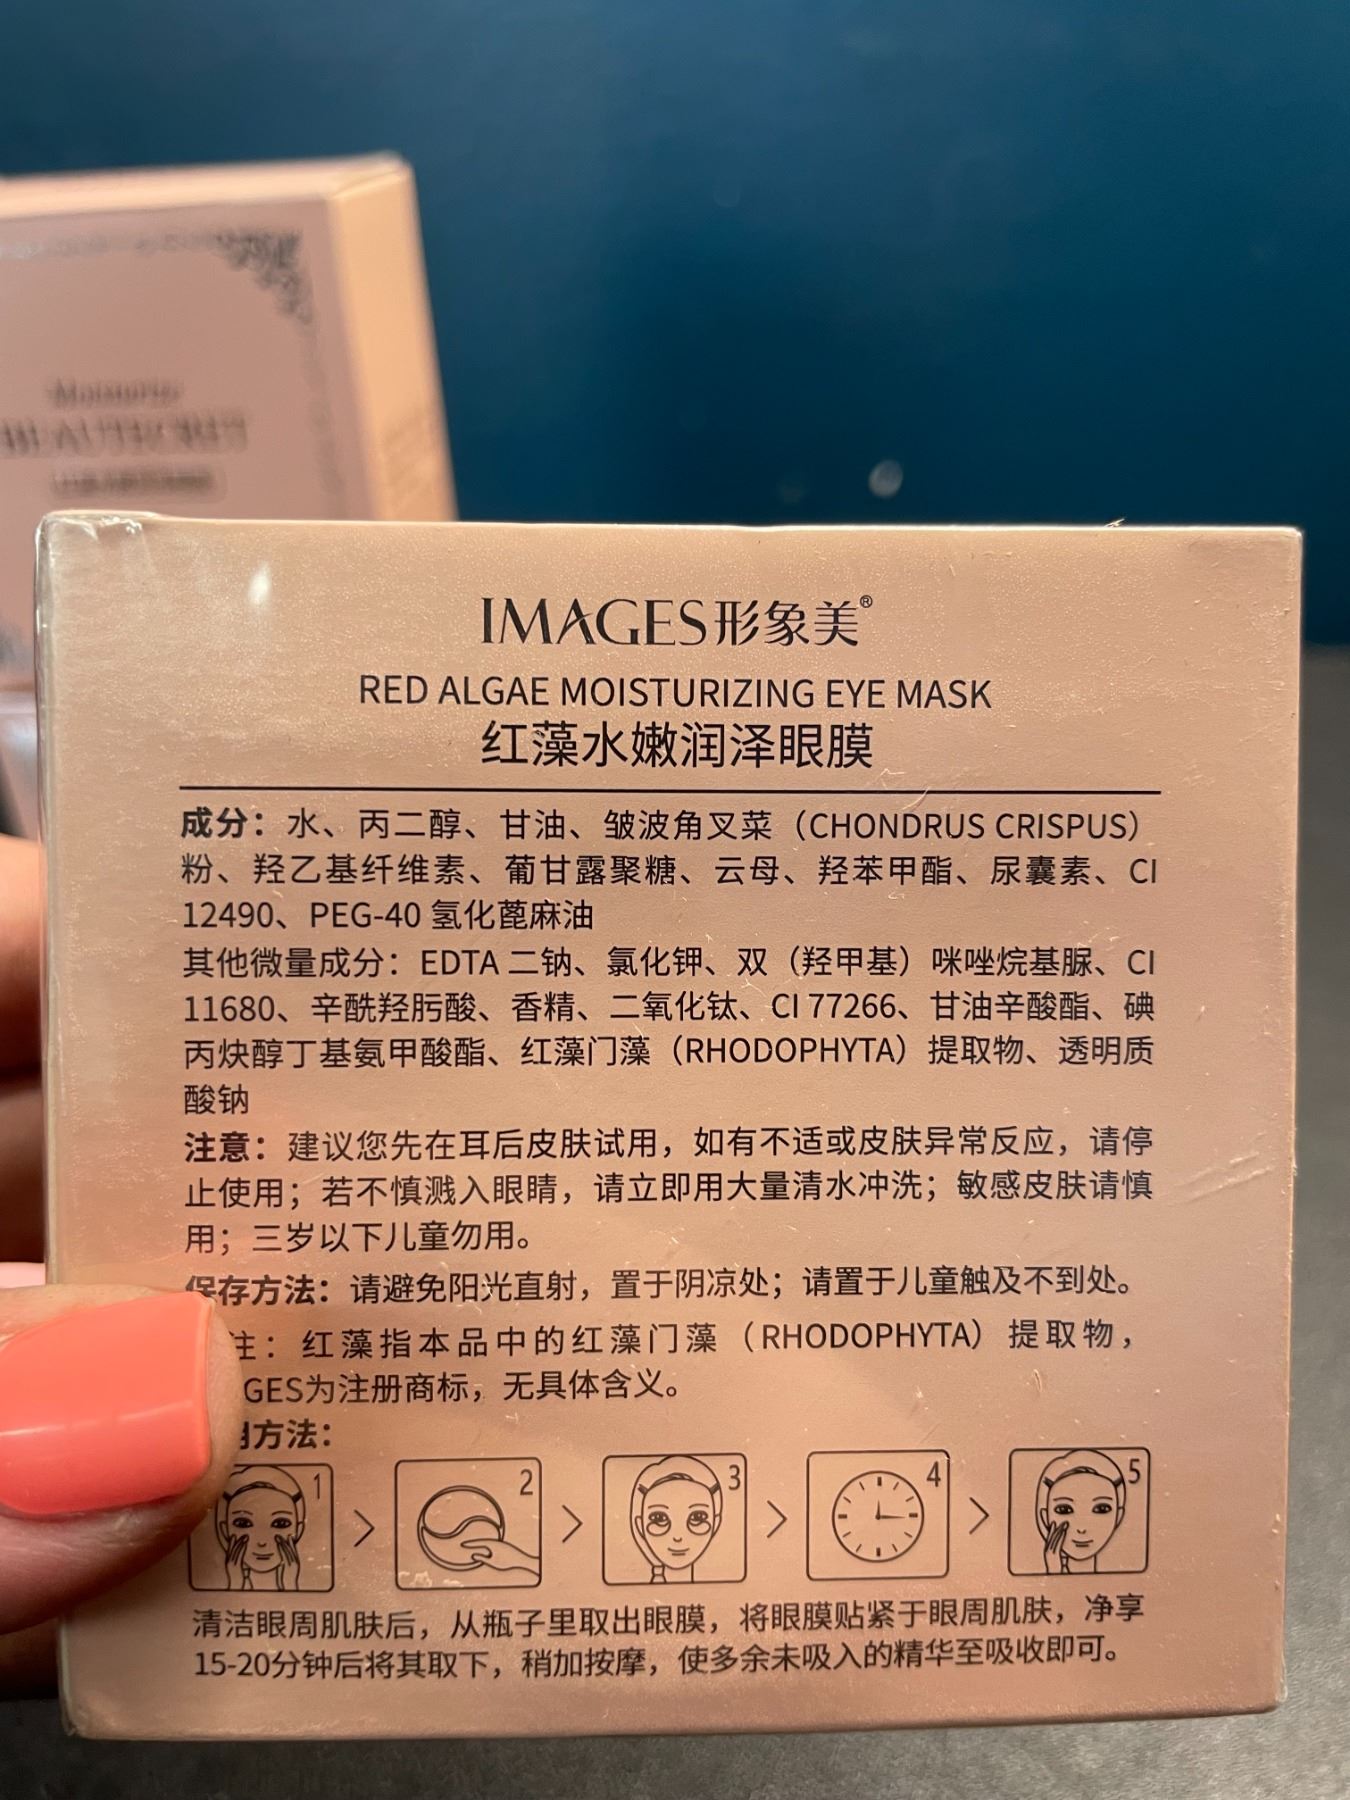 IMAGES形象美®
RED ALGAE MOISTURIZING EYE MASK
红藻水嫩润泽眼膜
成分：水、丙二醇、甘油、皱波角叉菜（CHONDRUS CRISPUS）
粉、羟乙基纤维素、葡甘露聚糖、云母、羟苯甲酯、尿囊素、CI
12490、PEG-40 氢化蓖麻油
其他微量成分：EDTA 二钠、氯化钾、双（羟甲基）咪唑烷基脲、CI
11680、辛酰羟肟酸、香精、二氧化钛、CI 77266、甘油辛酸酯、碘
丙炔醇丁基氨甲酸酯、红藻门藻（RHODOPHYTA）提取物、透明质
酸钠
注意：建议您先在耳后皮肤试用，如有不适或皮肤异常反应，请停
止使用；若不慎溅入眼睛，请立即用大量清水冲洗；敏感皮肤请慎
用；三岁以下儿童勿用。
保存方法：请避免阳光直射，置于阴凉处；请置于儿童触及不到处。
注：红藻指本品中的红藻门藻（RHODOPHYTA）提取物，
GES为注册商标，无具体含义。
方法：
1 > 2 > 3 > 4 > 5
清洁眼周肌肤后，从瓶子里取出眼膜，将眼膜贴紧于眼周肌肤，净享
15-20分钟后将其取下，稍加按摩，使多余未吸入的精华至吸收即可。